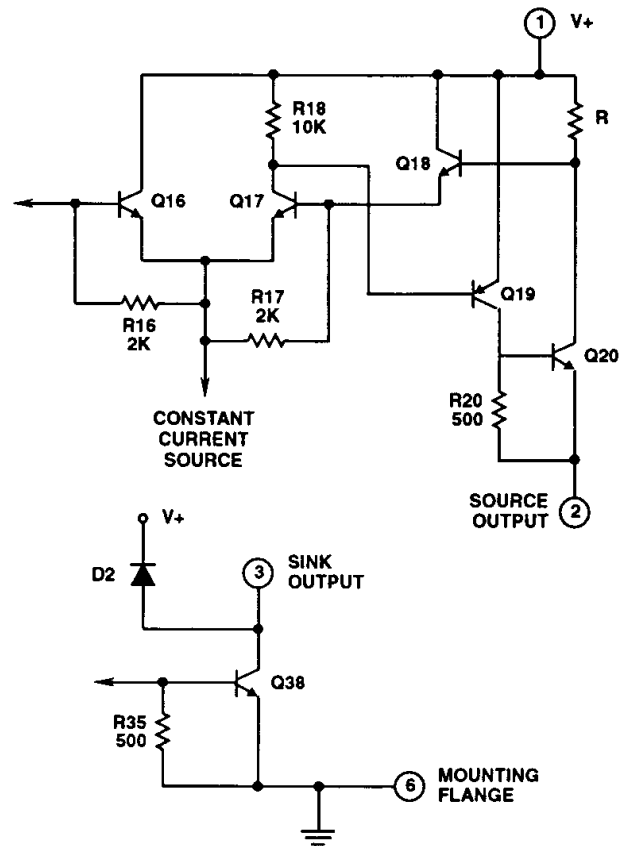 1 V+
R18
10K
R
Q18
Q16
Q17
R17
2K
Q19
R16
2K
Q20
R20
500
CONSTANT
CURRENT
SOURCE
SOURCE
OUTPUT 2
V+
D2
3 SINK
OUTPUT
Q38
R35
500
6 MOUNTING
FLANGE